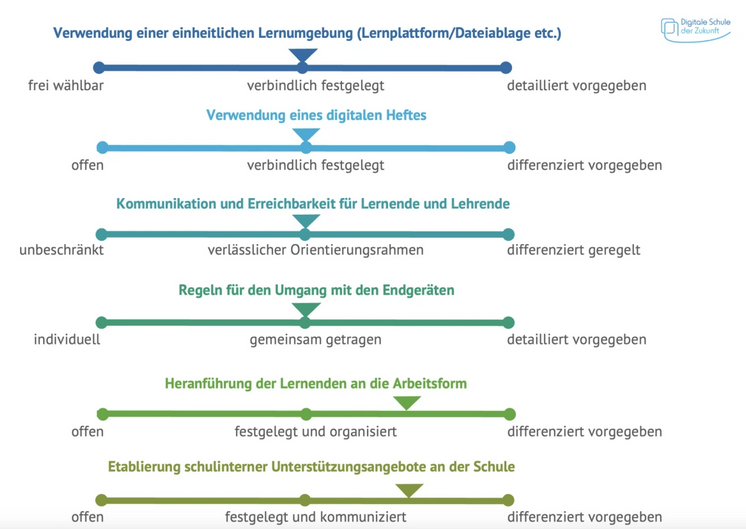 Verwendung einer einheitlichen Lernumgebung (Lernplattform/Dateiablage etc.)
Digitale Schule
der Zukunft
frei wählbar verbindlich festgelegt detailliert vorgegeben
Verwendung eines digitalen Heftes
offen verbindlich festgelegt differenziert vorgegeben
Kommunikation und Erreichbarkeit für Lernende und Lehrende
unbeschränkt verlässlicher Orientierungsrahmen differenziert geregelt
Regeln für den Umgang mit den Endgeräten
individuell gemeinsam getragen detailliert vorgegeben
Heranführung der Lernenden an die Arbeitsform
offen festgelegt und organisiert differenziert vorgegeben
Etablierung schulinterner Unterstützungsangebote an der Schule
offen festgelegt und kommuniziert differenziert vorgegeben